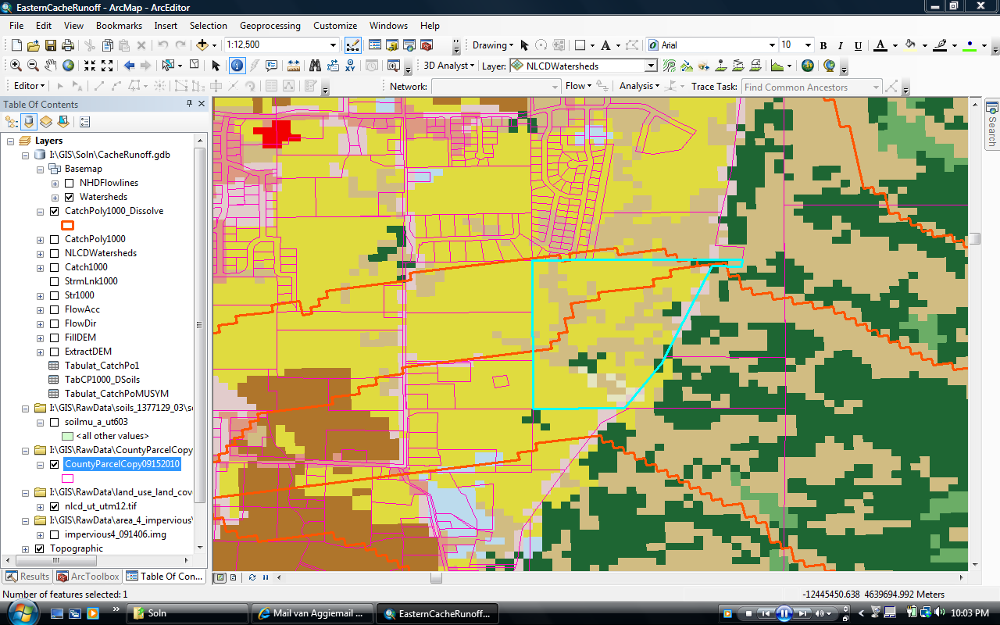 EasternCacheRunoff - ArcMap - ArcEditor
File Edit View Bookmarks Insert Selection Geoprocessing Customize Windows Help
1:12,500 Drawing Arial 10 B I U A
3D Analyst Layer: NLCDWatersheds
Editor Network: Flow Analysis Trace Task: Find Common Ancestors
Table Of Contents
Search
Layers
I:\GIS\Soln\CacheRunoff.gdb
Basemap
NHDFlowlines
Watersheds
CatchPoly1000_Dissolve
CatchPoly1000
NLCDWatersheds
Catch1000
StrmLnk1000
Str1000
FlowAcc
FlowDir
FillDEM
ExtractDEM
Tabulat_CatchPo1
TabCP1000_DSoils
Tabulat_CatchPoMUSYM
I:\GIS\RawData\soils_1377129_03\s
soilmu_a_ut603
<all other values>
I:\GIS\RawData\CountyParcelCopy
CountyParcelCopy09152010
I:\GIS\RawData\land_use_land_cov
nlcd_ut_utm12.tif
I:\GIS\RawData\area_4_impervious\
impervious4_091406.img
Topographic
Results ArcToolbox Table Of Con...
Number of features selected: 1 -12445450.638 4639694.992 Meters
Soln Mail van Aggiemail ... EasternCacheRunoff... 10:03 PM